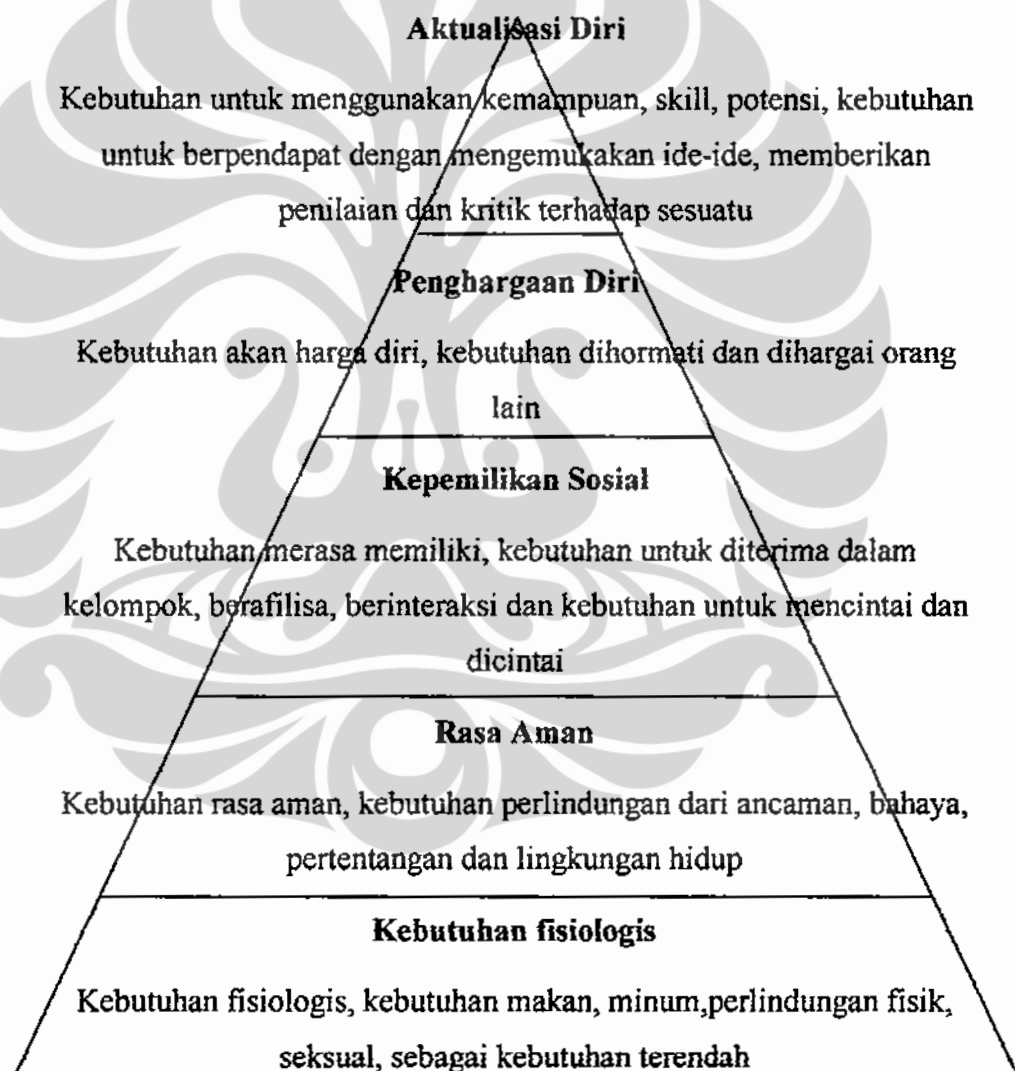 Aktualisasi Diri
Kebutuhan untuk menggunakan kemampuan, skill, potensi, kebutuhan
untuk berpendapat dengan mengemukakan ide-ide, memberikan
penilaian dan kritik terhadap sesuatu
Penghargaan Diri
Kebutuhan akan harga diri, kebutuhan dihormati dan dihargai orang
lain
Kepemilikan Sosial
Kebutuhan merasa memiliki, kebutuhan untuk diterima dalam
kelompok, berafilisa, berinteraksi dan kebutuhan untuk mencintai dan
dicintai
Rasa Aman
Kebutuhan rasa aman, kebutuhan perlindungan dari ancaman, bahaya,
pertentangan dan lingkungan hidup
Kebutuhan fisiologis
Kebutuhan fisiologis, kebutuhan makan, minum,perlindungan fisik,
seksual, sebagai kebutuhan terendah